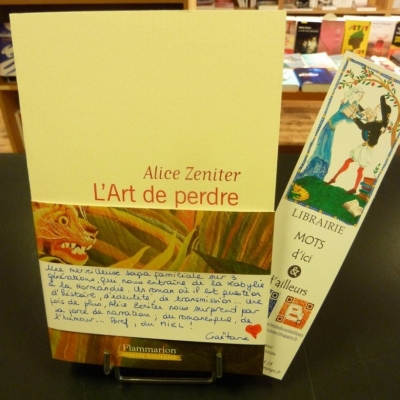 Alice Zeniter
L'Art de perdre
Une merveilleuse saga familiale sur 3
générations, qui nous entraîne de la Kabylie
à la Normandie. Un roman où il est question
d'histoire, d'identité, de transmission... Une
fois de plus, Alice Zeniter nous surprend par
sa force de narration ; du romanesque, de
l'humour... Bref, du MIEL !
Gaëtane
Flammarion
LIBRAIRIE
MOTS
d'ici
&
d'ailleurs